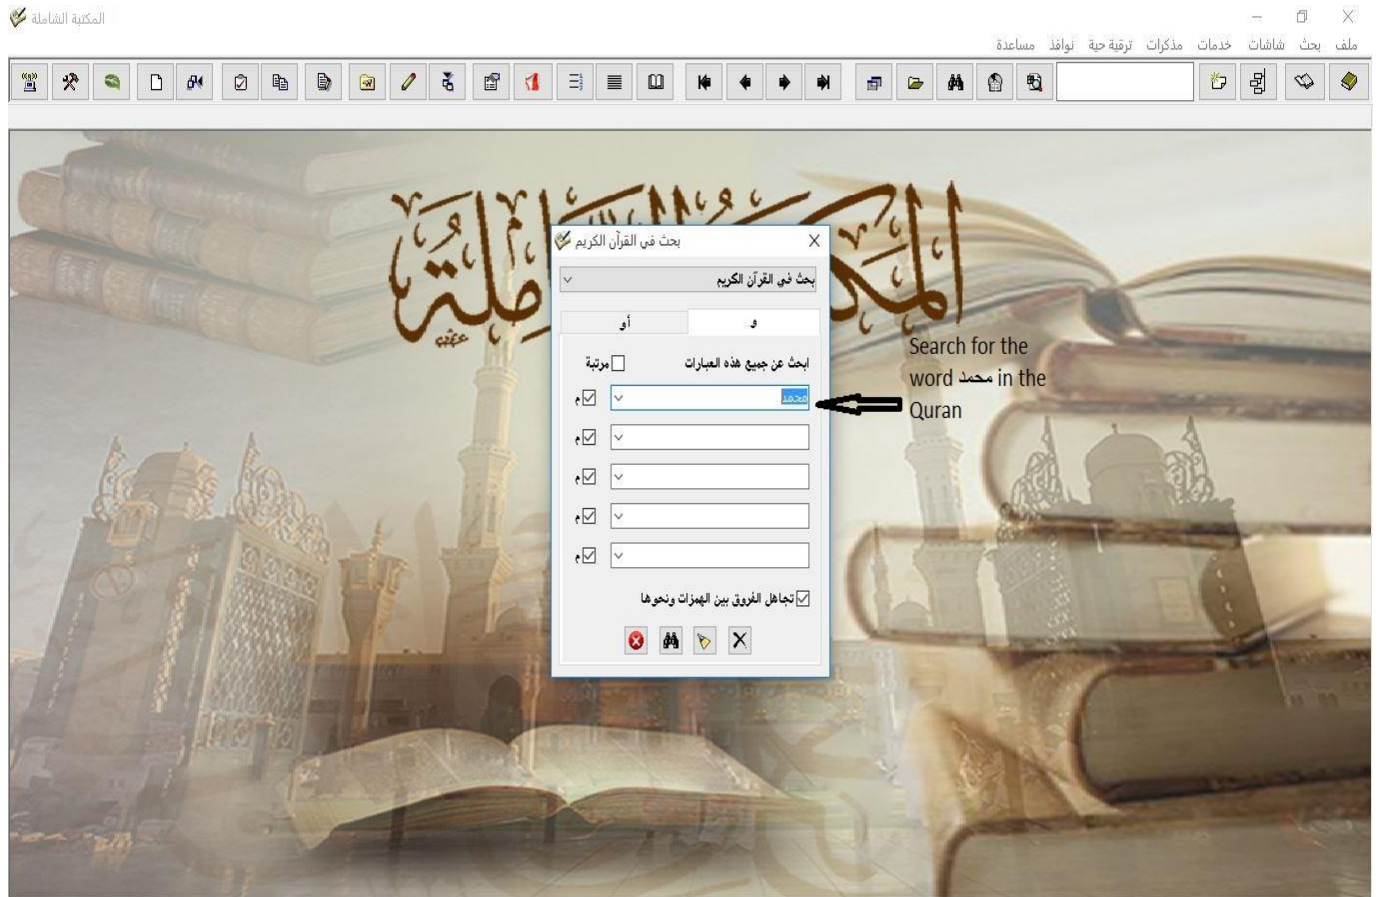 المكتبة الشاملة
ملف بحث شاشات خدمات مذكرات ترقية حية نوافذ مساعدة
المكتبة الشاملة
بحث في القرآن الكريم
بحث في القرآن الكريم
و أو
ابحث عن جميع هذه العبارات مرتبة
محمد م
م
م
م
م
تجاهل الفروق بين الهمزات ونحوها
Search for the
word محمد in the
Quran